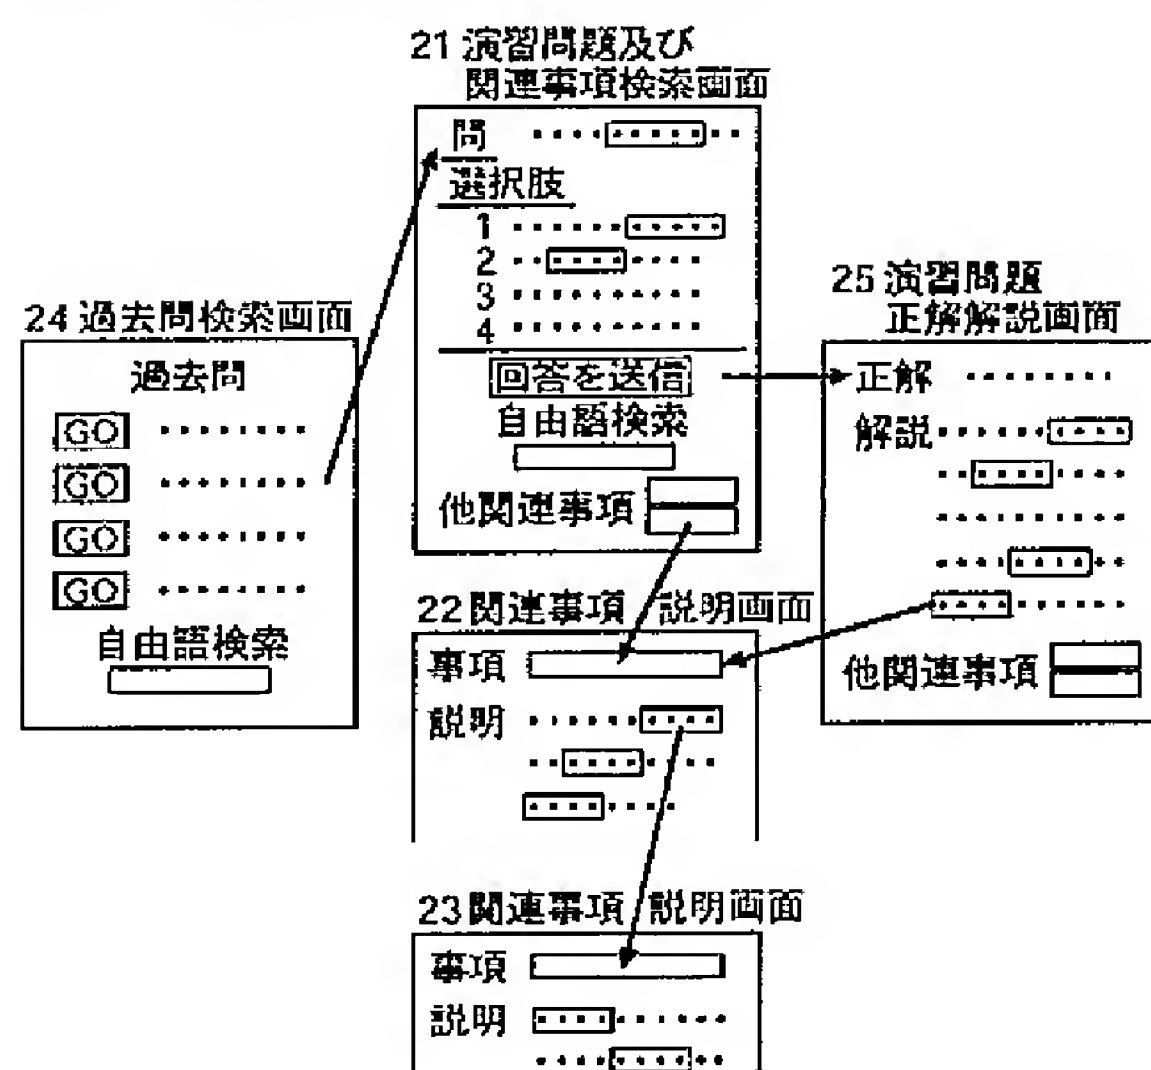 21 演習問題及び
関連事項検索画面
問
選択肢
1
2
3
4
回答を送信
自由語検索
他関連事項
24 過去問検索画面
過去問
GO
GO
GO
GO
自由語検索
25 演習問題
正解解説画面
正解
解説
他関連事項
22 関連事項 説明画面
事項
説明
23 関連事項 説明画面
事項
説明